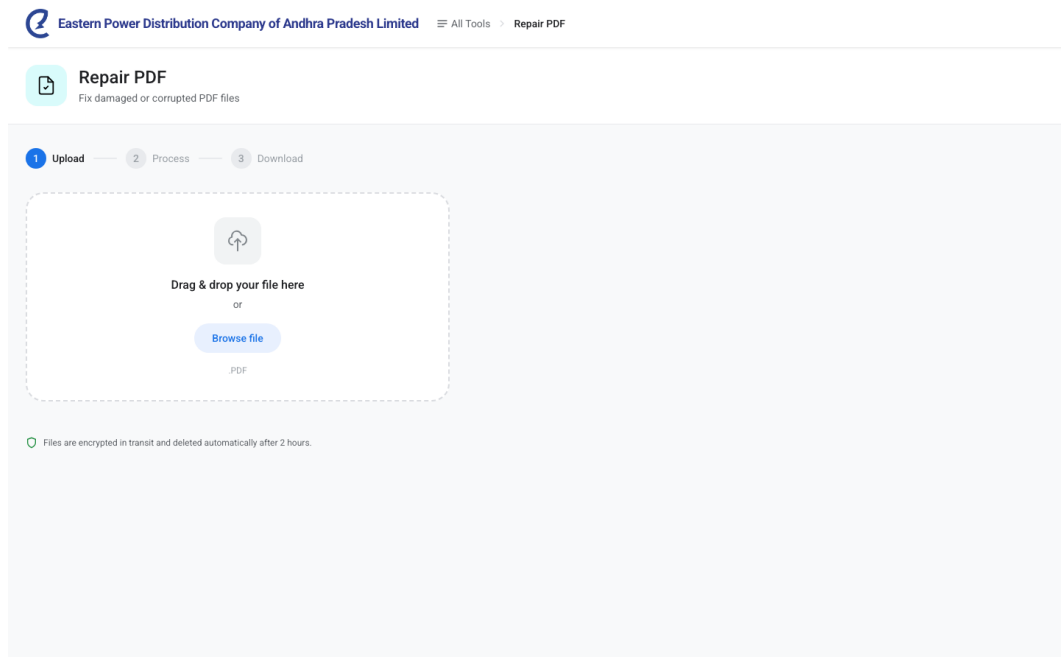 Eastern Power Distribution Company of Andhra Pradesh Limited All Tools > Repair PDF
Repair PDF
Fix damaged or corrupted PDF files
1 Upload 2 Process 3 Download
Drag & drop your file here
or
Browse file
.PDF
Files are encrypted in transit and deleted automatically after 2 hours.